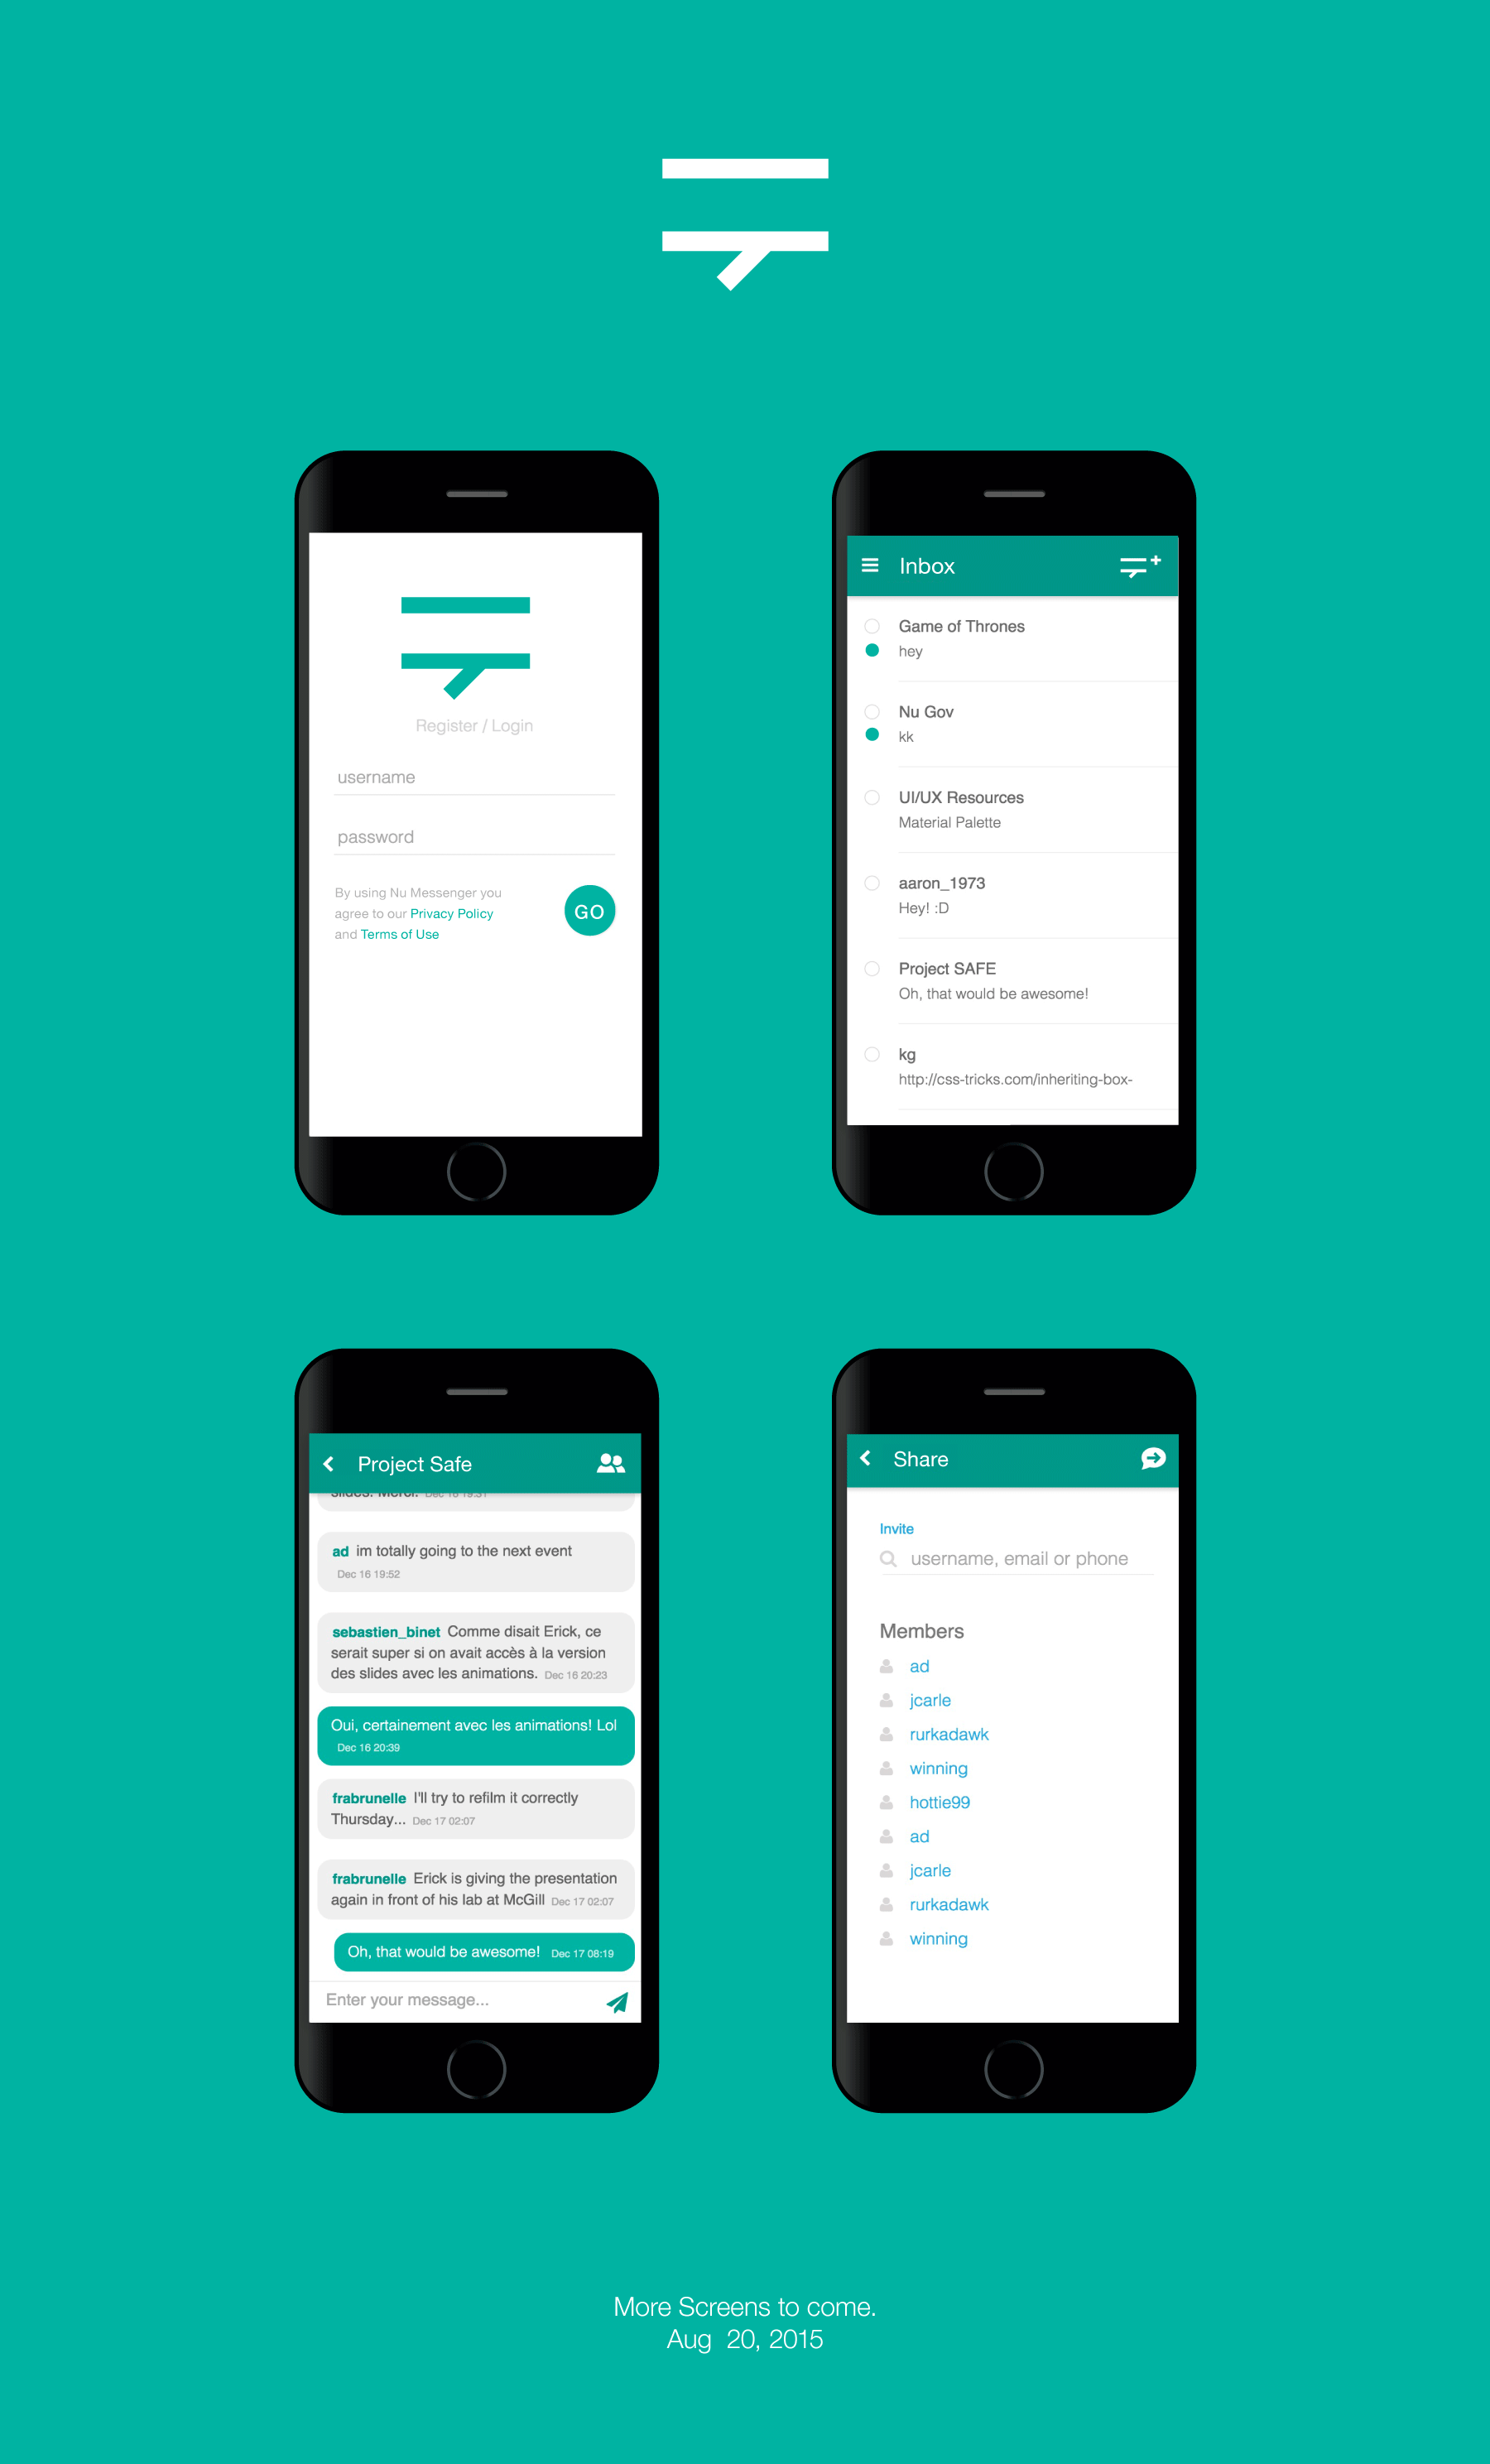 Register / Login
username
password
By using Nu Messenger you
agree to our Privacy Policy
and Terms of Use
GO
Inbox
Game of Thrones
hey
Nu Gov
kk
UI/UX Resources
Material Palette
aaron_1973
Hey! :D
Project SAFE
Oh, that would be awesome!
kg
http://css-tricks.com/inheriting-box-
Project Safe
slides. Merci. Dec 16 19:31
ad im totally going to the next event
Dec 16 19:52
sebastien_binet Comme disait Erick, ce
serait super si on avait accès à la version
des slides avec les animations. Dec 16 20:23
Oui, certainement avec les animations! Lol
Dec 16 20:39
frabrunelle I'll try to refilm it correctly
Thursday... Dec 17 02:07
frabrunelle Erick is giving the presentation
again in front of his lab at McGill Dec 17 02:07
Oh, that would be awesome! Dec 17 08:19
Enter your message...
Share
Invite
username, email or phone
Members
ad
jcarle
rurkadawk
winning
hottie99
ad
jcarle
rurkadawk
winning
More Screens to come.
Aug 20, 2015